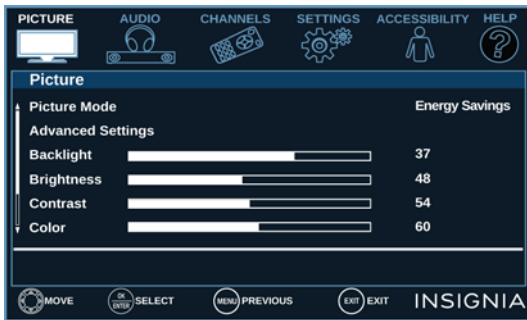 PICTURE AUDIO CHANNELS SETTINGS ACCESSIBILITY HELP
?
Picture
Picture Mode Energy Savings
Advanced Settings
Backlight 37
Brightness 48
Contrast 54
Color 60
MOVE OK ENTER SELECT MENU PREVIOUS EXIT EXIT INSIGNIA